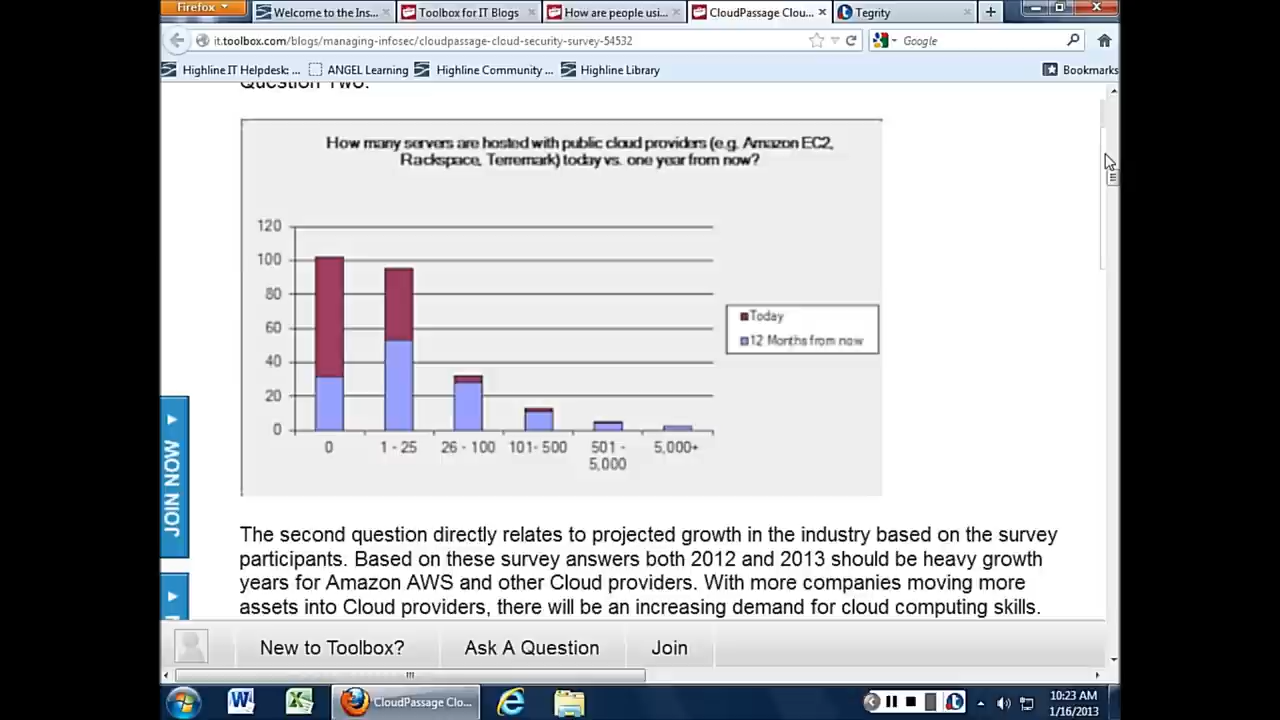 Firefox
Welcome to the Ins...
Toolbox for IT Blogs
How are people usi...
CloudPassage Clou...
Tegrity
it.toolbox.com/blogs/managing-infosec/cloudpassage-cloud-security-survey-54532
Google
Highline IT Helpdesk: ...
ANGEL Learning
Highline Community ...
Highline Library
Bookmarks
Question Two:
How many servers are hosted with public cloud providers (e.g. Amazon EC2,
Rackspace, Terremark) today vs. one year from now?
120
100
80
60
40
20
0
0
1 - 25
26 - 100
101- 500
501 -
5,000
5,000+
Today
12 Months from now
JOIN NOW
The second question directly relates to projected growth in the industry based on the survey
participants. Based on these survey answers both 2012 and 2013 should be heavy growth
years for Amazon AWS and other Cloud providers. With more companies moving more
assets into Cloud providers, there will be an increasing demand for cloud computing skills.
New to Toolbox?
Ask A Question
Join
CloudPassage Clo...
10:23 AM
1/16/2013